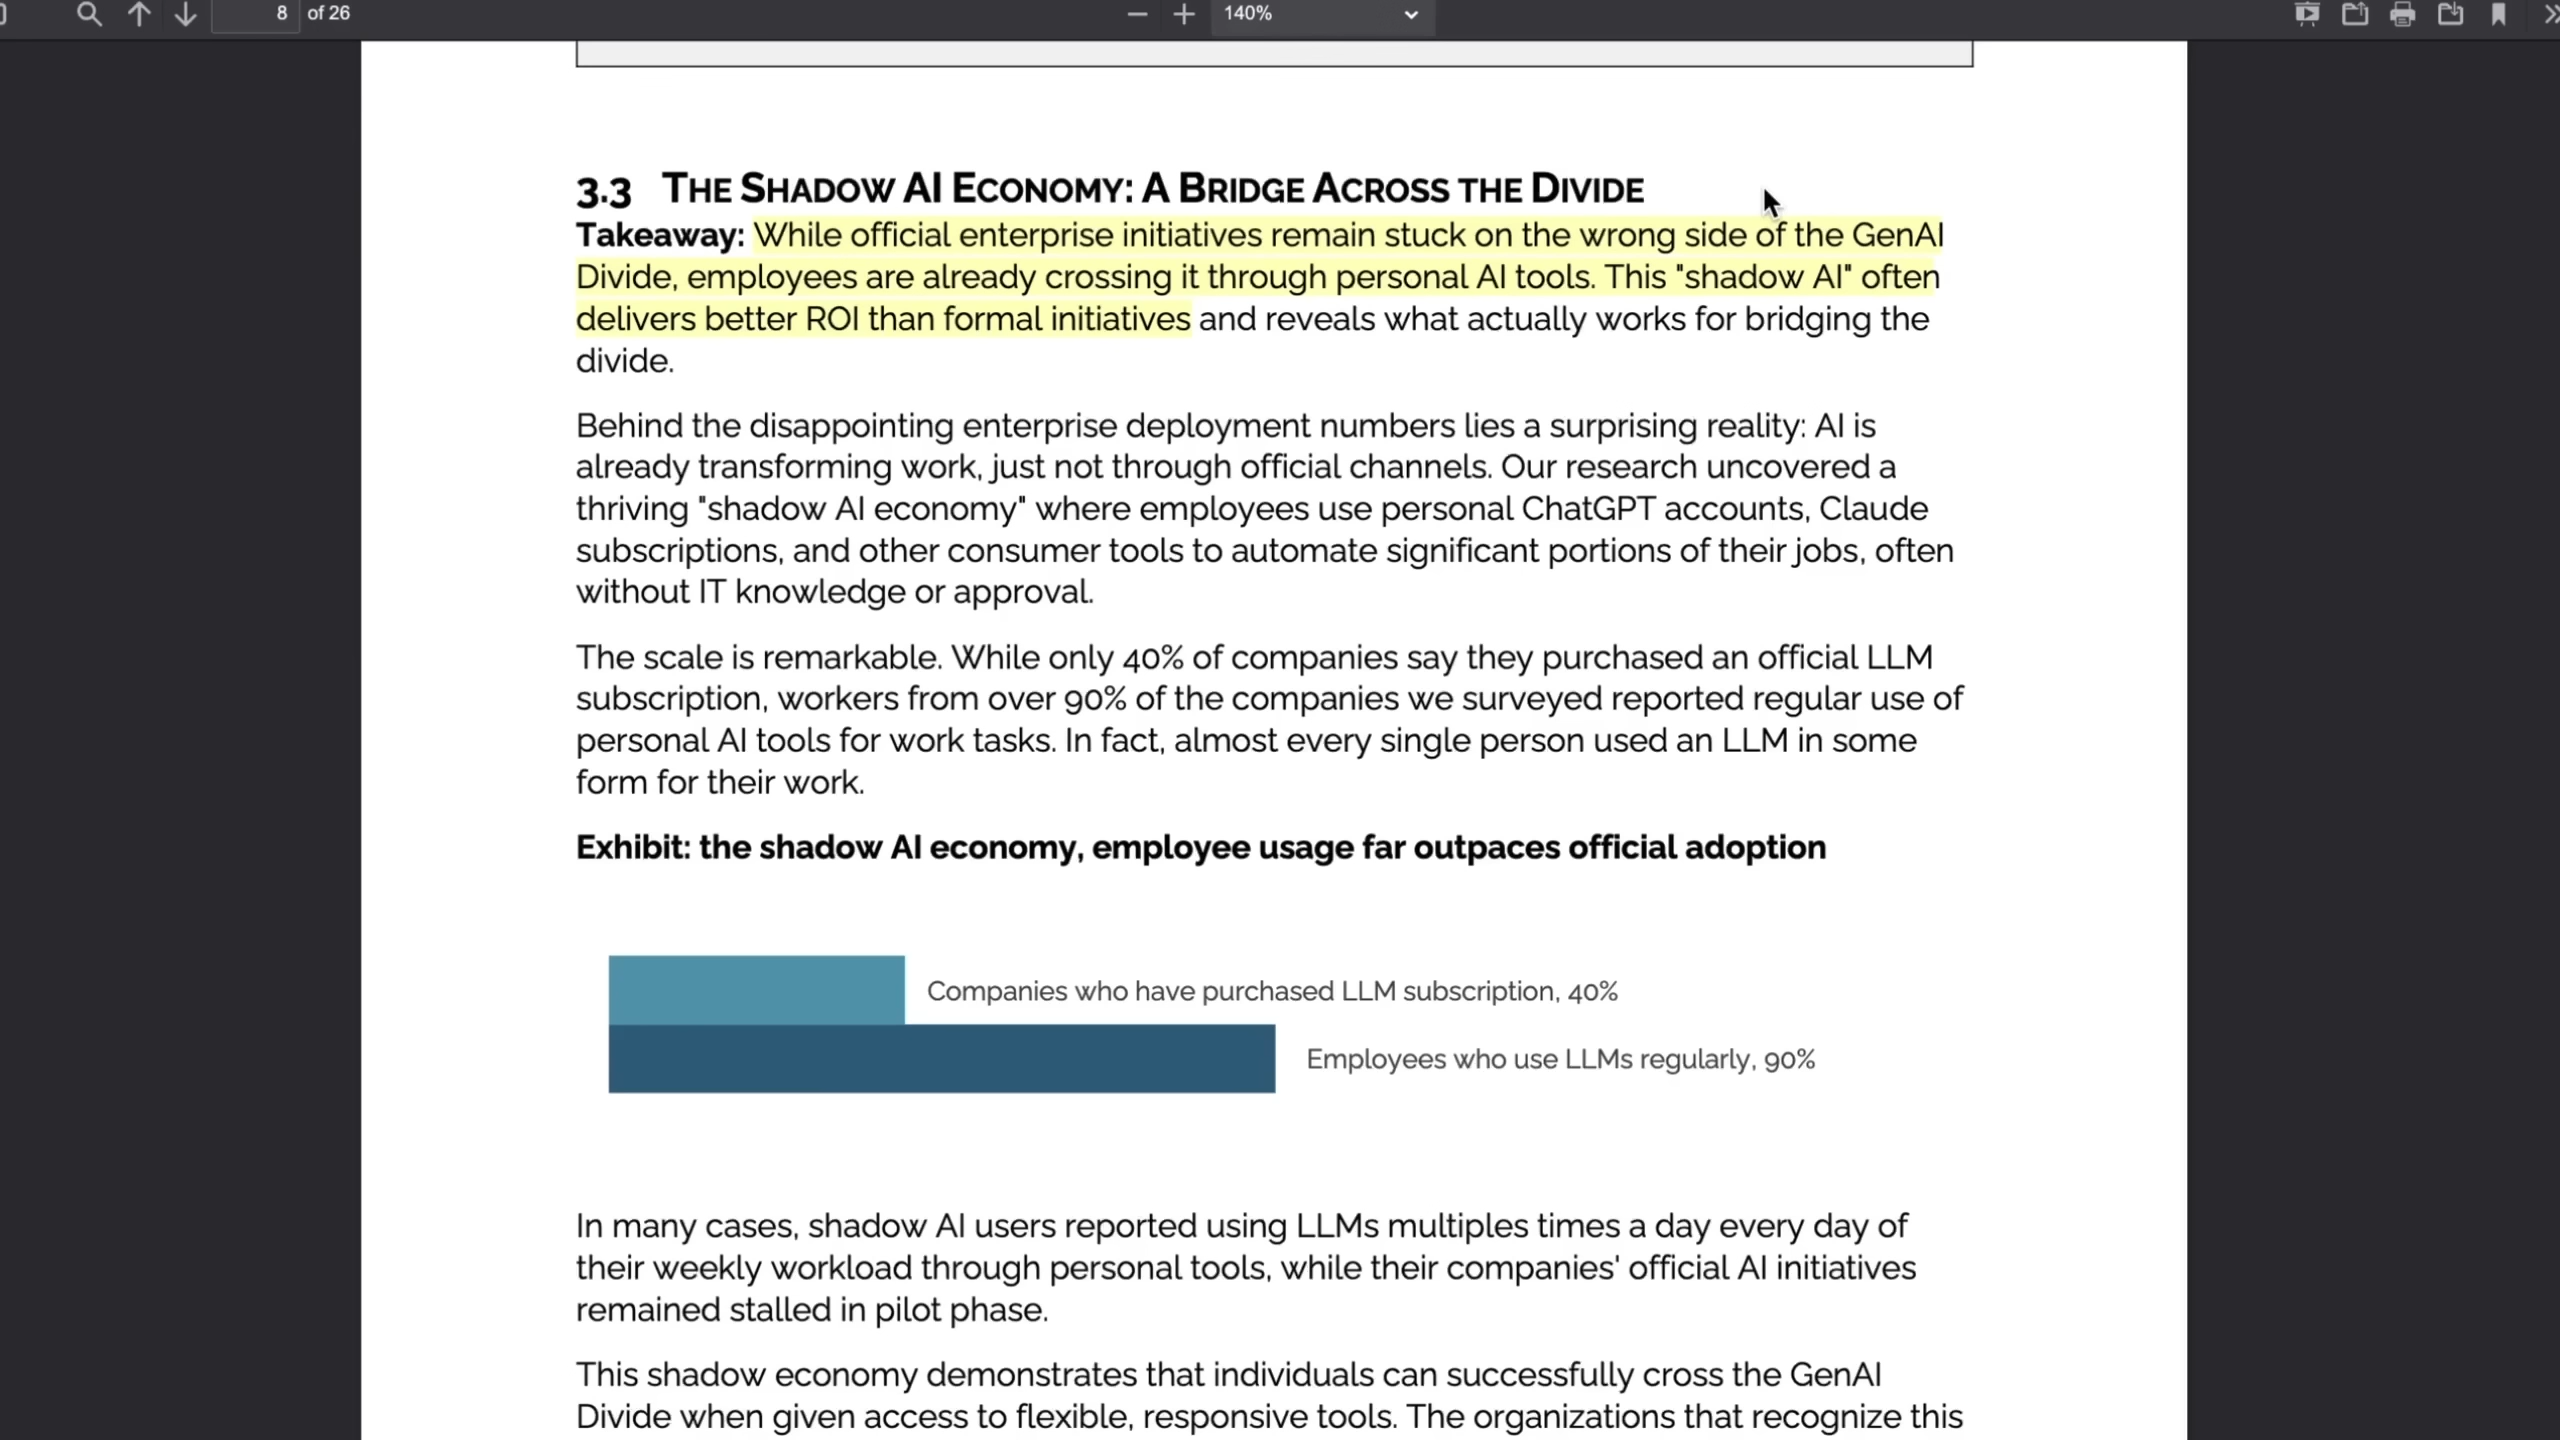 8 of 26
140%
3.3 THE SHADOW AI ECONOMY: A BRIDGE ACROSS THE DIVIDE
Takeaway: While official enterprise initiatives remain stuck on the wrong side of the GenAI
Divide, employees are already crossing it through personal AI tools. This "shadow AI" often
delivers better ROI than formal initiatives and reveals what actually works for bridging the
divide.
Behind the disappointing enterprise deployment numbers lies a surprising reality: AI is
already transforming work, just not through official channels. Our research uncovered a
thriving "shadow AI economy" where employees use personal ChatGPT accounts, Claude
subscriptions, and other consumer tools to automate significant portions of their jobs, often
without IT knowledge or approval.
The scale is remarkable. While only 40% of companies say they purchased an official LLM
subscription, workers from over 90% of the companies we surveyed reported regular use of
personal AI tools for work tasks. In fact, almost every single person used an LLM in some
form for their work.
Exhibit: the shadow AI economy, employee usage far outpaces official adoption
Companies who have purchased LLM subscription, 40%
Employees who use LLMs regularly, 90%
In many cases, shadow AI users reported using LLMs multiples times a day every day of
their weekly workload through personal tools, while their companies' official AI initiatives
remained stalled in pilot phase.
This shadow economy demonstrates that individuals can successfully cross the GenAI
Divide when given access to flexible, responsive tools. The organizations that recognize this